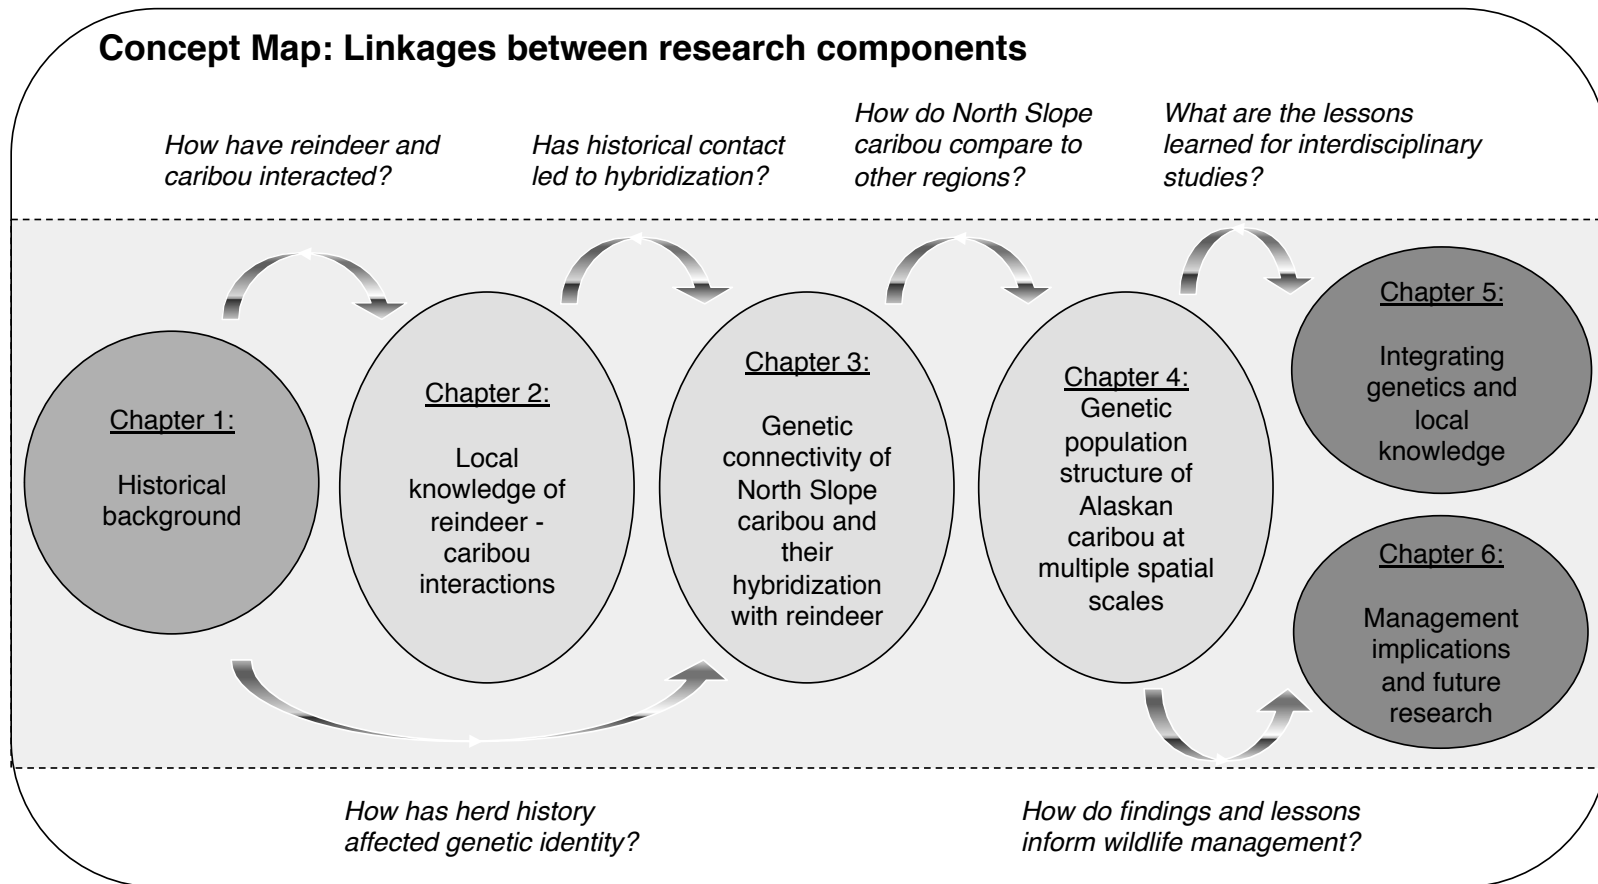 Concept Map: Linkages between research components
How have reindeer and
caribou interacted?
Has historical contact
led to hybridization?
How do North Slope
caribou compare to
other regions?
What are the lessons
learned for interdisciplinary
studies?
Chapter 1:
Historical
background
Chapter 2:
Local
knowledge of
reindeer -
caribou
interactions
Chapter 3:
Genetic
connectivity of
North Slope
caribou and
their
hybridization
with reindeer
Chapter 4:
Genetic
population
structure of
Alaskan
caribou at
multiple spatial
scales
Chapter 5:
Integrating
genetics and
local
knowledge
Chapter 6:
Management
implications
and future
research
How has herd history
affected genetic identity?
How do findings and lessons
inform wildlife management?